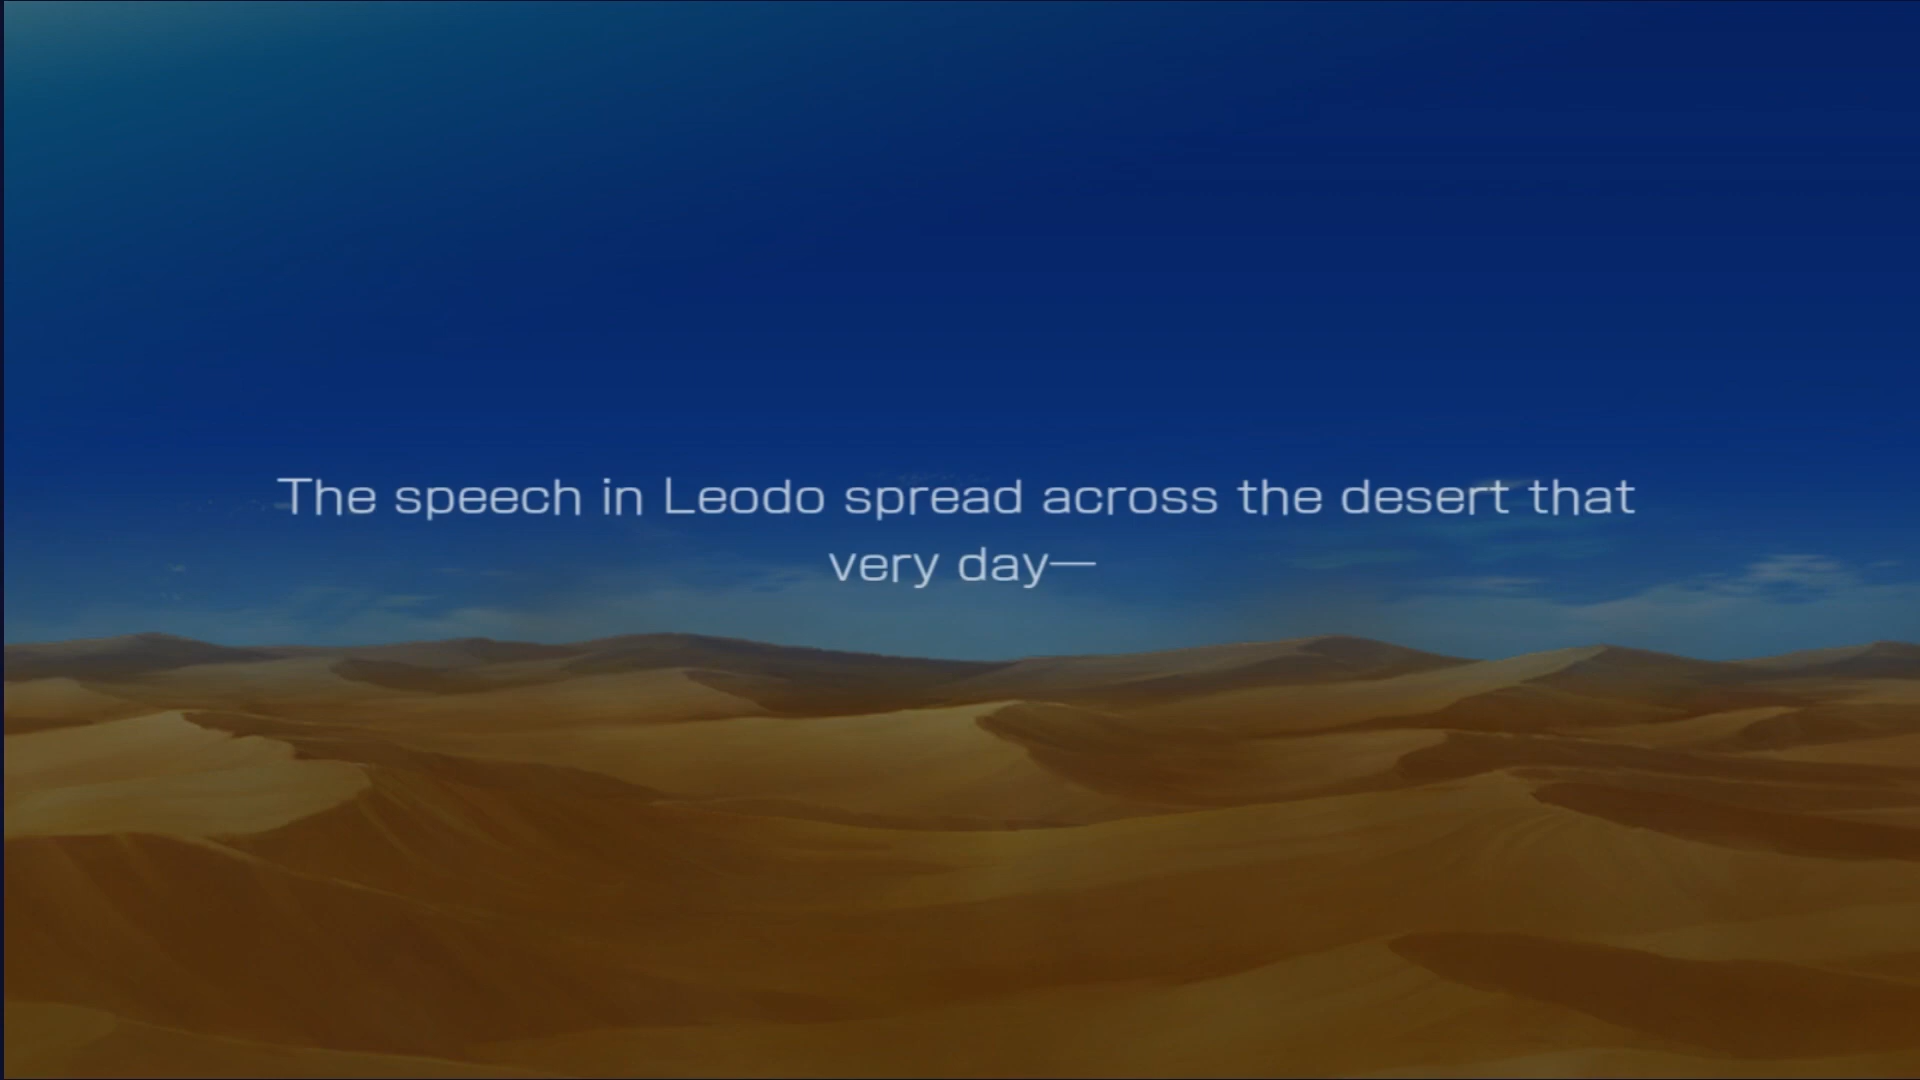 The speech in Leodo spread across the desert that
very day—